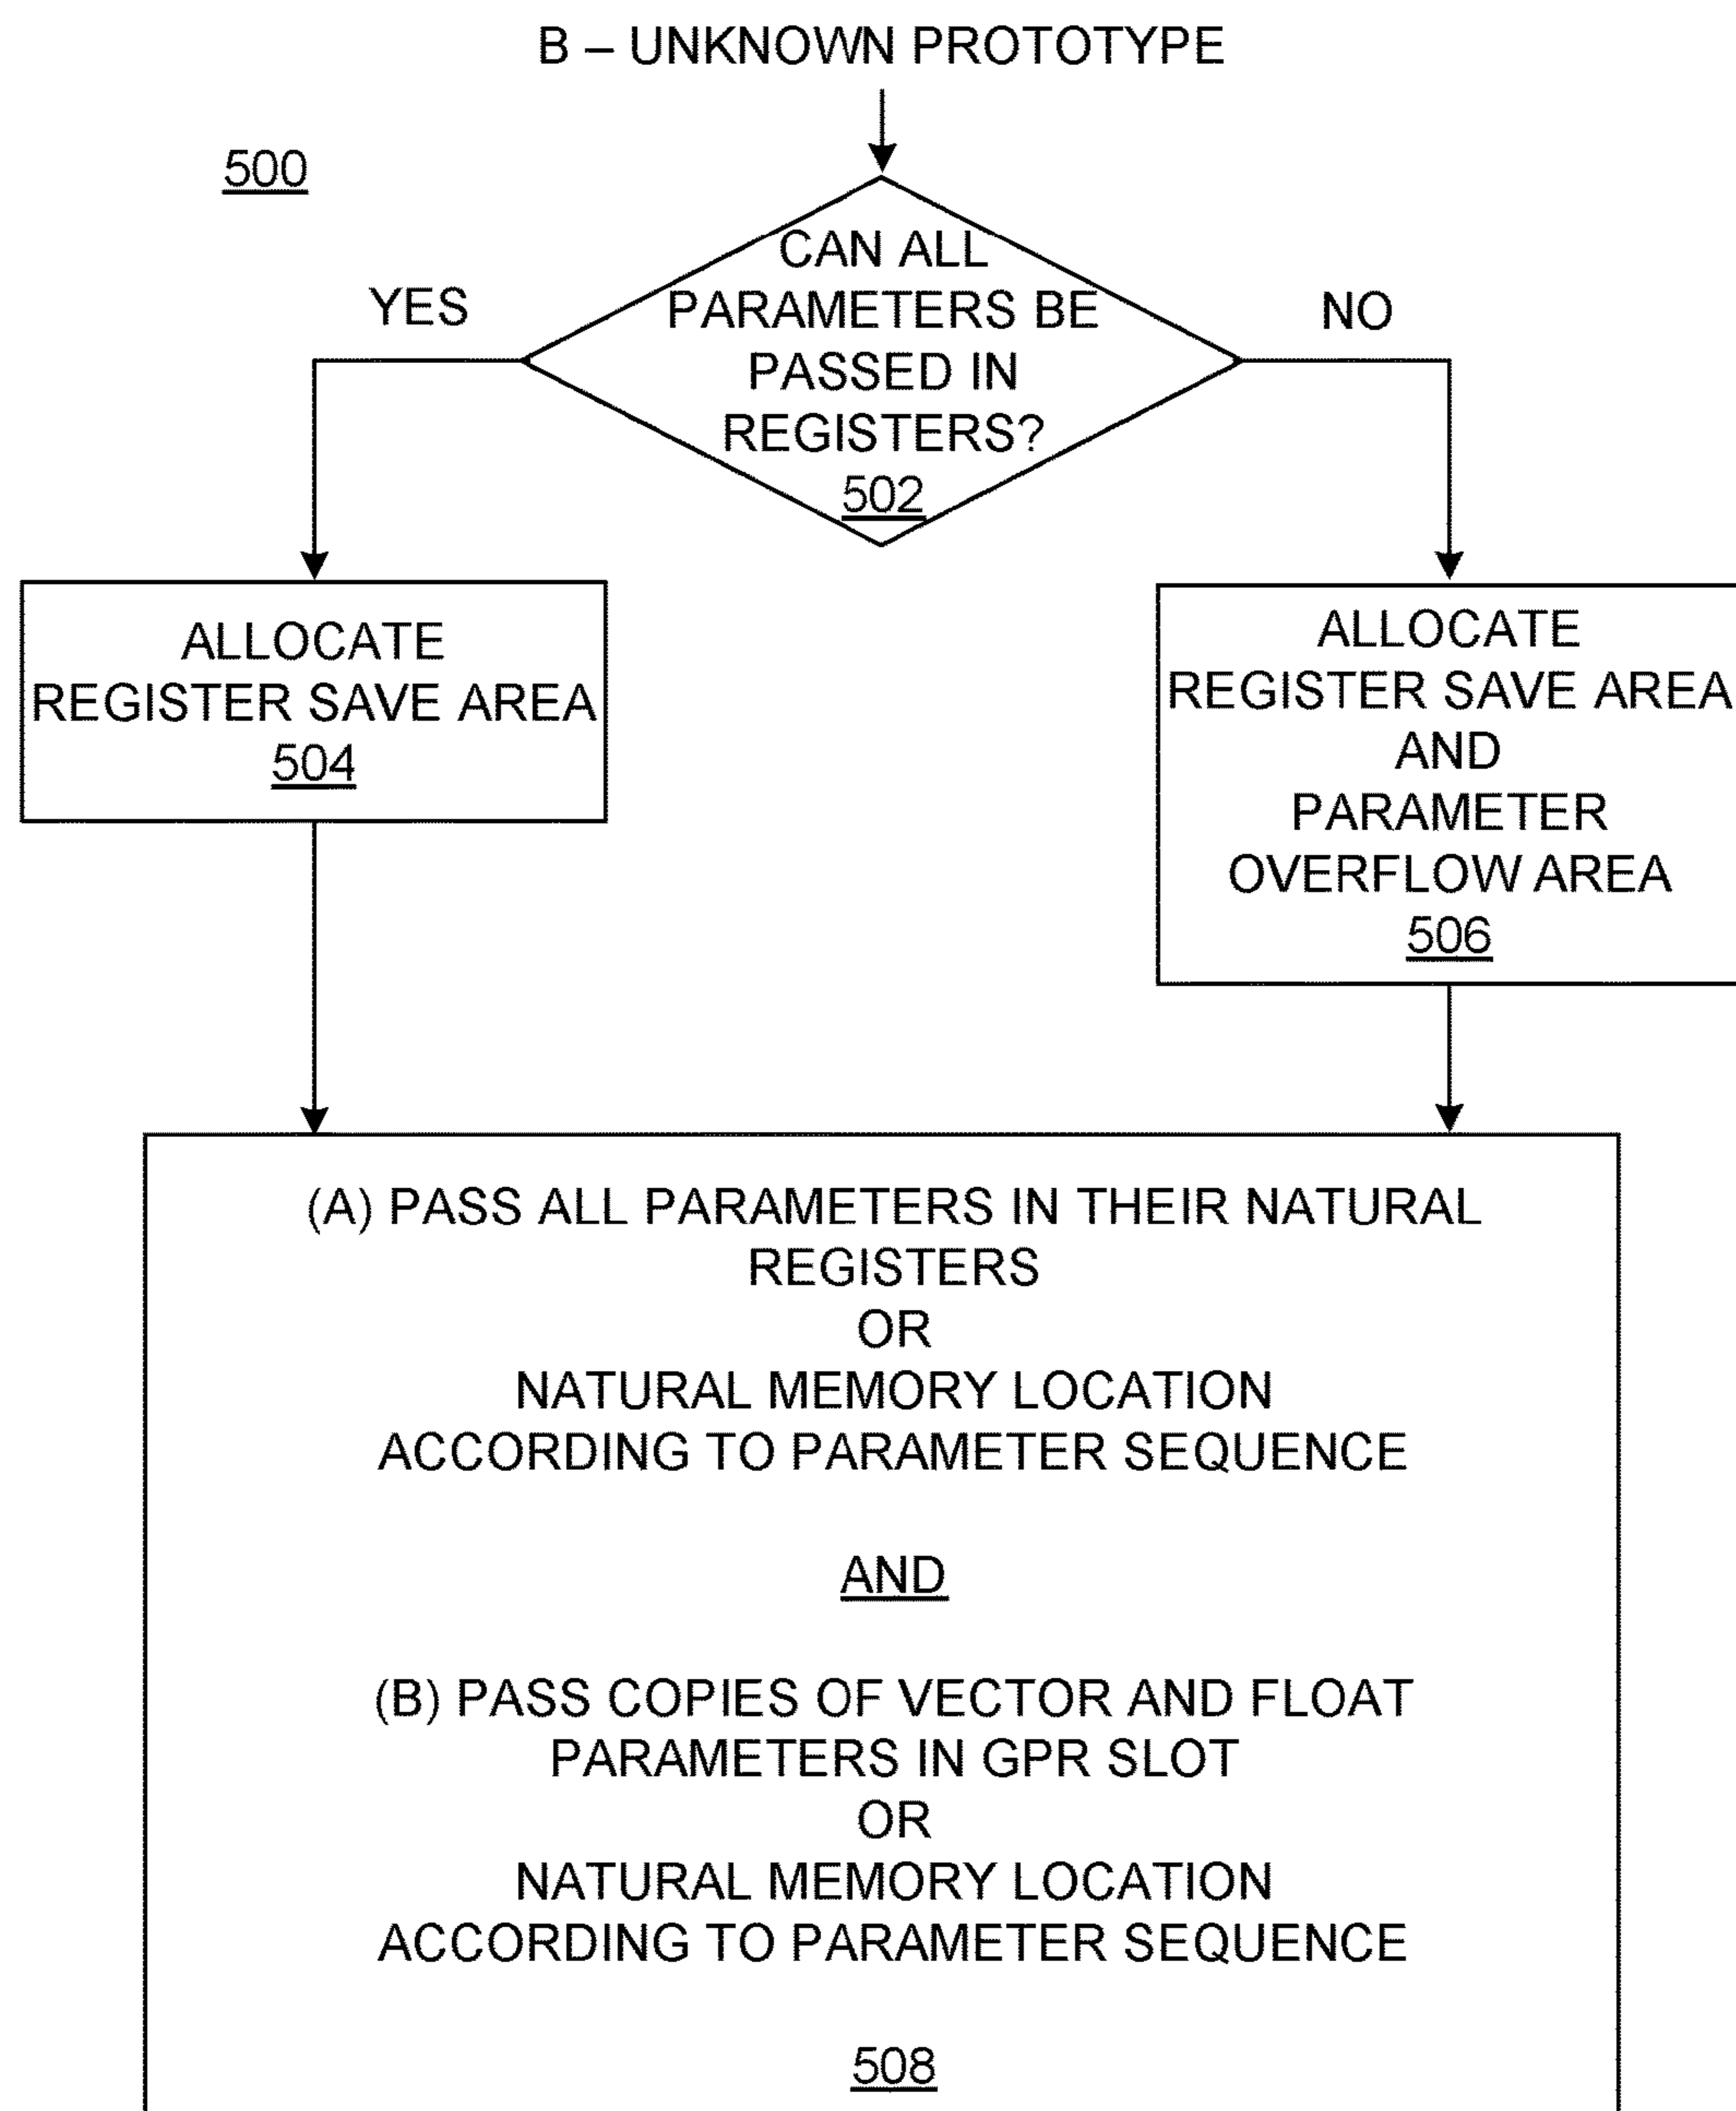 B – UNKNOWN PROTOTYPE
500
CAN ALL
PARAMETERS BE
PASSED IN
REGISTERS?
502
YES
NO
ALLOCATE
REGISTER SAVE AREA
504
ALLOCATE
REGISTER SAVE AREA
AND
PARAMETER
OVERFLOW AREA
506
(A) PASS ALL PARAMETERS IN THEIR NATURAL
REGISTERS
OR
NATURAL MEMORY LOCATION
ACCORDING TO PARAMETER SEQUENCE
AND
(B) PASS COPIES OF VECTOR AND FLOAT
PARAMETERS IN GPR SLOT
OR
NATURAL MEMORY LOCATION
ACCORDING TO PARAMETER SEQUENCE
508